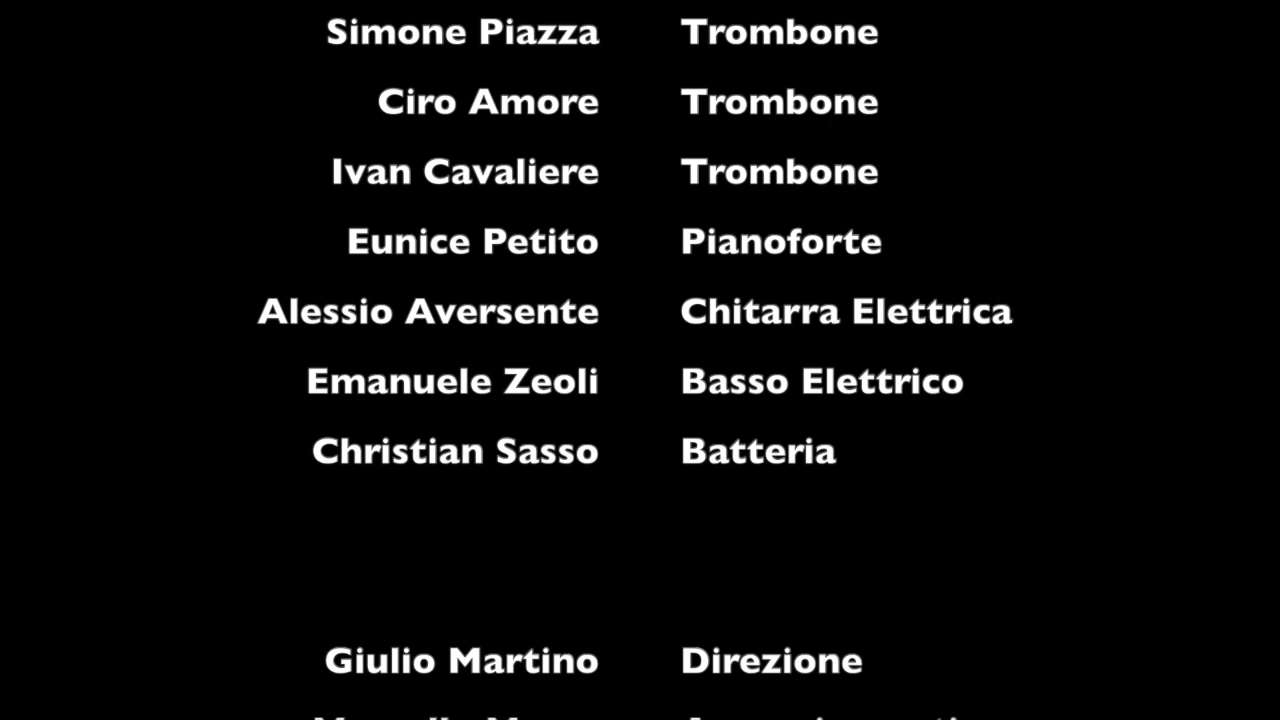 Simone Piazza Trombone
Ciro Amore Trombone
Ivan Cavaliere Trombone
Eunice Petito Pianoforte
Alessio Aversente Chitarra Elettrica
Emanuele Zeoli Basso Elettrico
Christian Sasso Batteria
Giulio Martino Direzione